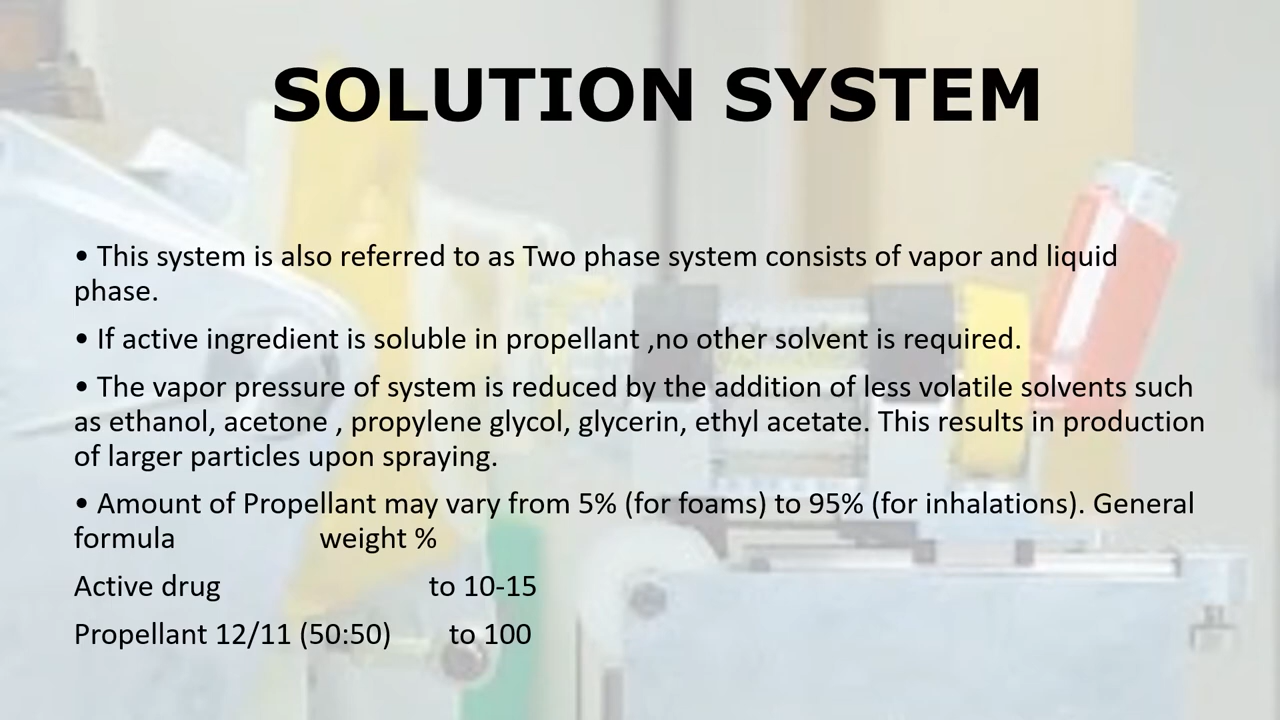 SOLUTION SYSTEM
• This system is also referred to as Two phase system consists of vapor and liquid
phase.
• If active ingredient is soluble in propellant ,no other solvent is required.
• The vapor pressure of system is reduced by the addition of less volatile solvents such
as ethanol, acetone , propylene glycol, glycerin, ethyl acetate. This results in production
of larger particles upon spraying.
• Amount of Propellant may vary from 5% (for foams) to 95% (for inhalations). General
formula weight %
Active drug to 10-15
Propellant 12/11 (50:50) to 100